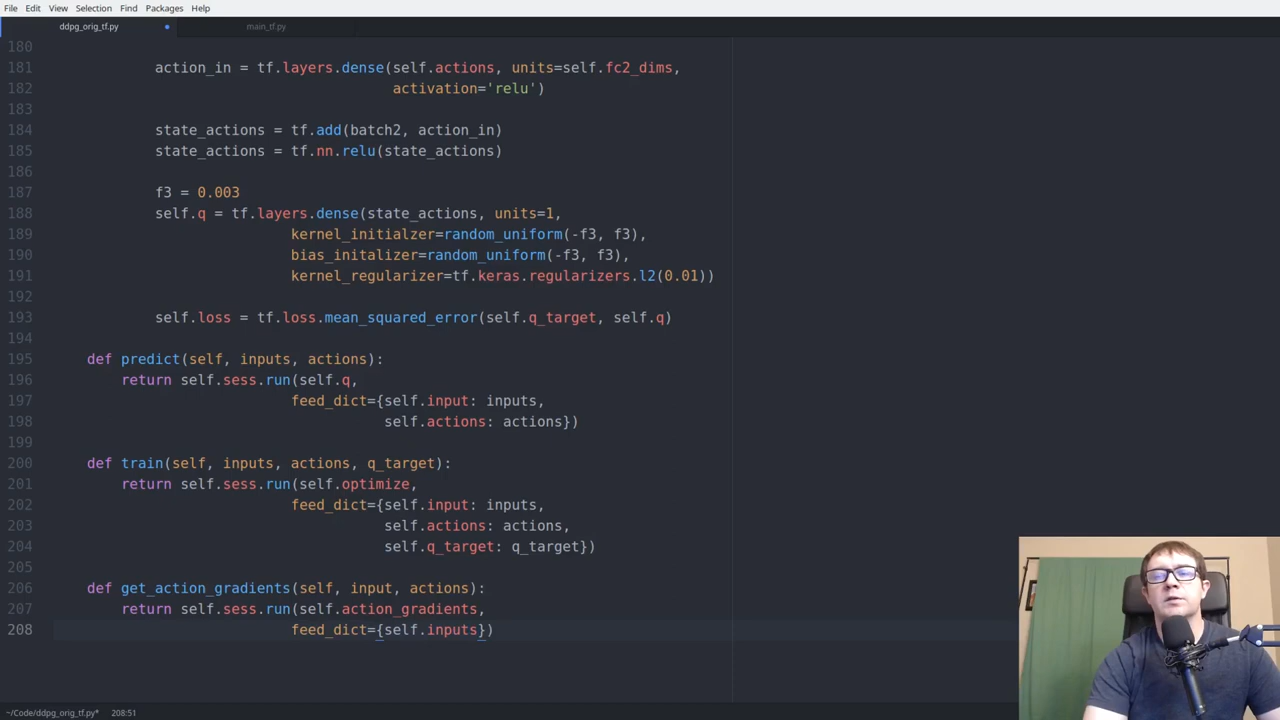 File Edit View Selection Find Packages Help
ddpg_orig_tf.py main_tf.py
180
181 action_in = tf.layers.dense(self.actions, units=self.fc2_dims,
182 activation='relu')
183
184 state_actions = tf.add(batch2, action_in)
185 state_actions = tf.nn.relu(state_actions)
186
187 f3 = 0.003
188 self.q = tf.layers.dense(state_actions, units=1,
189 kernel_initialzer=random_uniform(-f3, f3),
190 bias_initalizer=random_uniform(-f3, f3),
191 kernel_regularizer=tf.keras.regularizers.l2(0.01))
192
193 self.loss = tf.loss.mean_squared_error(self.q_target, self.q)
194
195 def predict(self, inputs, actions):
196 return self.sess.run(self.q,
197 feed_dict={self.input: inputs,
198 self.actions: actions})
199
200 def train(self, inputs, actions, q_target):
201 return self.sess.run(self.optimize,
202 feed_dict={self.input: inputs,
203 self.actions: actions,
204 self.q_target: q_target})
205
206 def get_action_gradients(self, input, actions):
207 return self.sess.run(self.action_gradients,
208 feed_dict={self.inputs})
~/Code/ddpg_orig_tf.py* 208:51